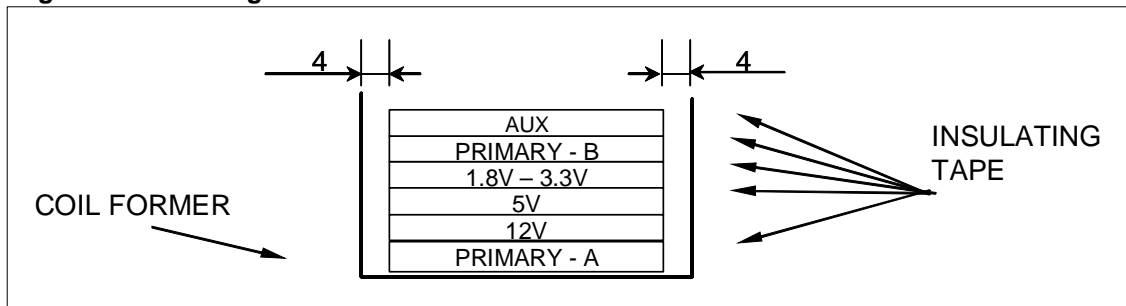 4 4
AUX
PRIMARY - B
1.8V – 3.3V
5V
12V
PRIMARY - A
COIL FORMER
INSULATING
TAPE